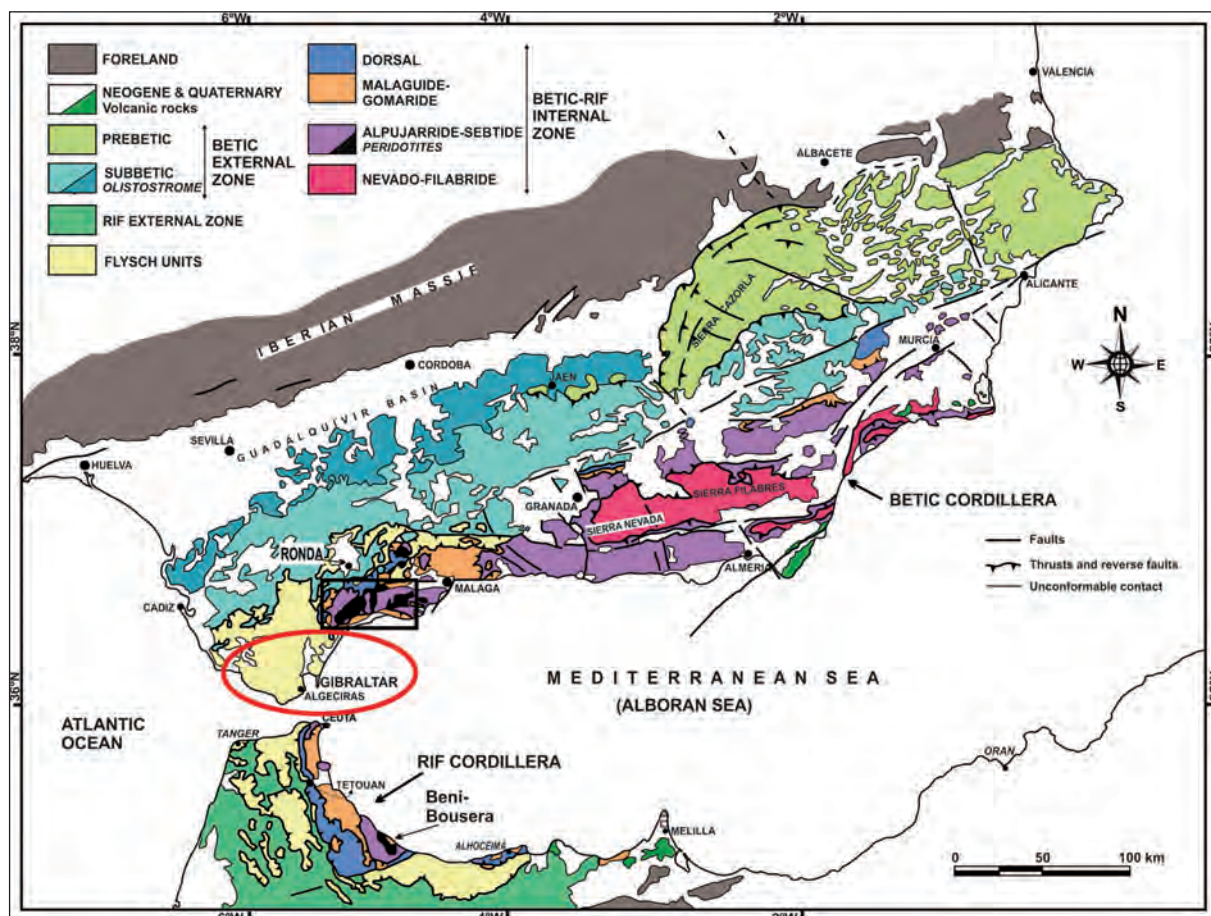 6°W
4°W
2°W
FORELAND
NEOGENE & QUATERNARY
Volcanic rocks
PREBETIC
SUBBETIC
OLISTOSTROME
BETIC
EXTERNAL
ZONE
RIF EXTERNAL ZONE
FLYSCH UNITS
DORSAL
MALAGUIDE-
GOMARIDE
ALPUJARRIDE-SEBTIDE
PERIDOTITES
NEVADO-FILABRIDE
BETIC-RIF
INTERNAL
ZONE
VALENCIA
ALBACETE
IBERIAN MASSIF
SIERRA CAZORLA
ALICANTE
38°N
MURCIA
N
W E
S
CORDOBA
JAEN
GUADALQUIVIR BASIN
SEVILLA
HUELVA
GRANADA
SIERRA FILABRES
SIERRA NEVADA
BETIC CORDILLERA
RONDA
ALMERIA
MALAGA
CADIZ
Faults
Thrusts and reverse faults
Unconformable contact
36°N
GIBRALTAR
ALGECIRAS
MEDITERRANEAN SEA
(ALBORAN SEA)
ATLANTIC
OCEAN
CEUTA
TANGER
ORAN
RIF CORDILLERA
TETOUAN
Beni-
Bousera
MELILLA
ALHOCEIMA
0 50 100 km